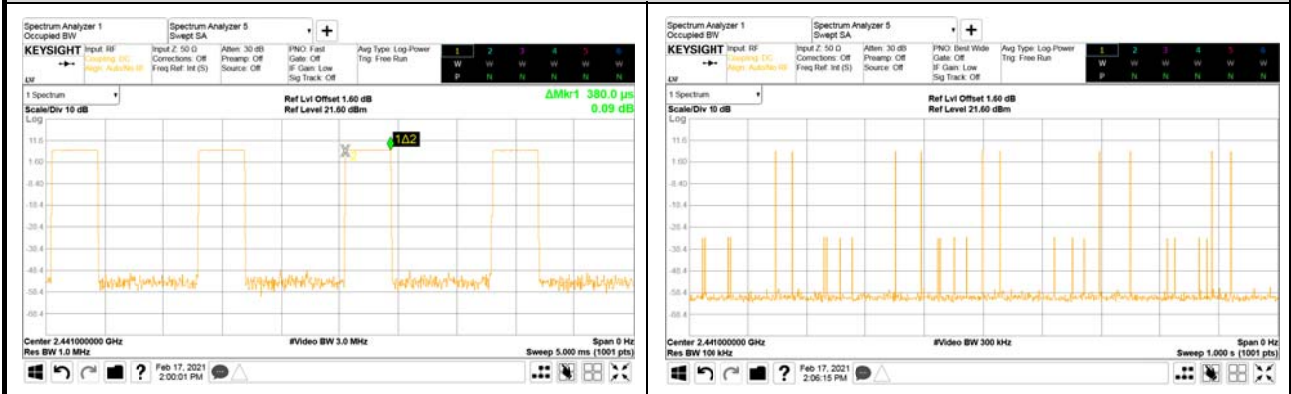 Spectrum Analyzer 1
Occupied BW
Spectrum Analyzer 5
Swept SA
+
KEYSIGHT
Input: RF
Coupling: DC
Align: Auto/No RF
Input Z: 50 Ω
Corrections: Off
Freq Ref: Int (S)
Atten: 30 dB
Preamp: Off
Source: Off
PNO: Fast
Gate: Off
IF Gain: Low
Sig Track: Off
Avg Type: Log-Power
Trig: Free Run
1 2 3 4 5 6
W W W W W W
P N N N N N
1 Spectrum
Scale/Div 10 dB
Log
Ref Lvl Offset 1.60 dB
Ref Level 21.60 dBm
ΔMkr1 380.0 µs
0.09 dB
1Δ2
11.6
1.60
-8.40
-18.4
-28.4
-38.4
-48.4
-58.4
-68.4
Center 2.441000000 GHz
Res BW 1.0 MHz
#Video BW 3.0 MHz
Span 0 Hz
Sweep 5.000 ms (1001 pts)
?
Feb 17, 2021
2:00:01 PM
Spectrum Analyzer 1
Occupied BW
Spectrum Analyzer 5
Swept SA
+
KEYSIGHT
Input: RF
Coupling: DC
Align: Auto/No RF
Input Z: 50 Ω
Corrections: Off
Freq Ref: Int (S)
Atten: 30 dB
Preamp: Off
Source: Off
PNO: Best Wide
Gate: Off
IF Gain: Low
Sig Track: Off
Avg Type: Log-Power
Trig: Free Run
1 2 3 4 5 6
W W W W W W
P N N N N N
1 Spectrum
Scale/Div 10 dB
Log
Ref Lvl Offset 1.60 dB
Ref Level 21.60 dBm
11.6
1.60
-8.40
-18.4
-28.4
-38.4
-48.4
-58.4
-68.4
Center 2.441000000 GHz
Res BW 100 kHz
#Video BW 300 kHz
Span 0 Hz
Sweep 1.000 s (1001 pts)
?
Feb 17, 2021
2:06:15 PM